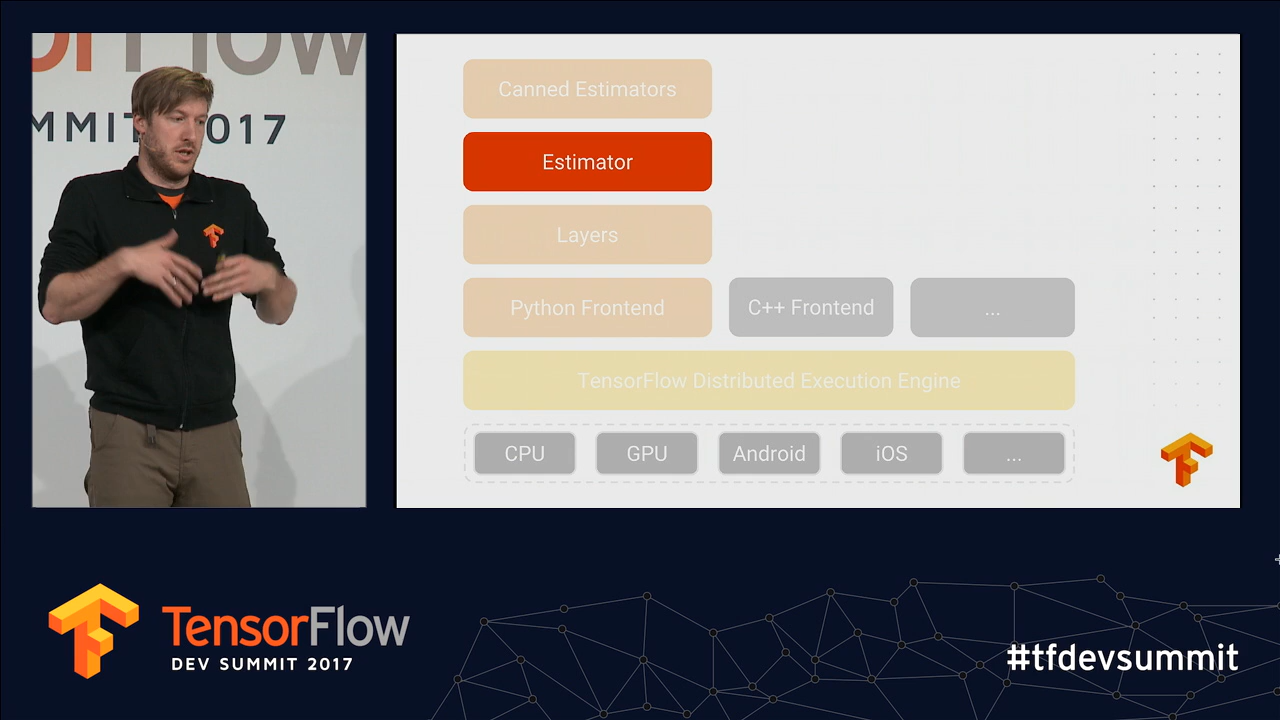 sorFlow
MMIT 2017
Canned Estimators
Estimator
Layers
Python Frontend
C++ Frontend
...
TensorFlow Distributed Execution Engine
CPU
GPU
Android
iOS
...
TensorFlow
DEV SUMMIT 2017
#tfdevsummit